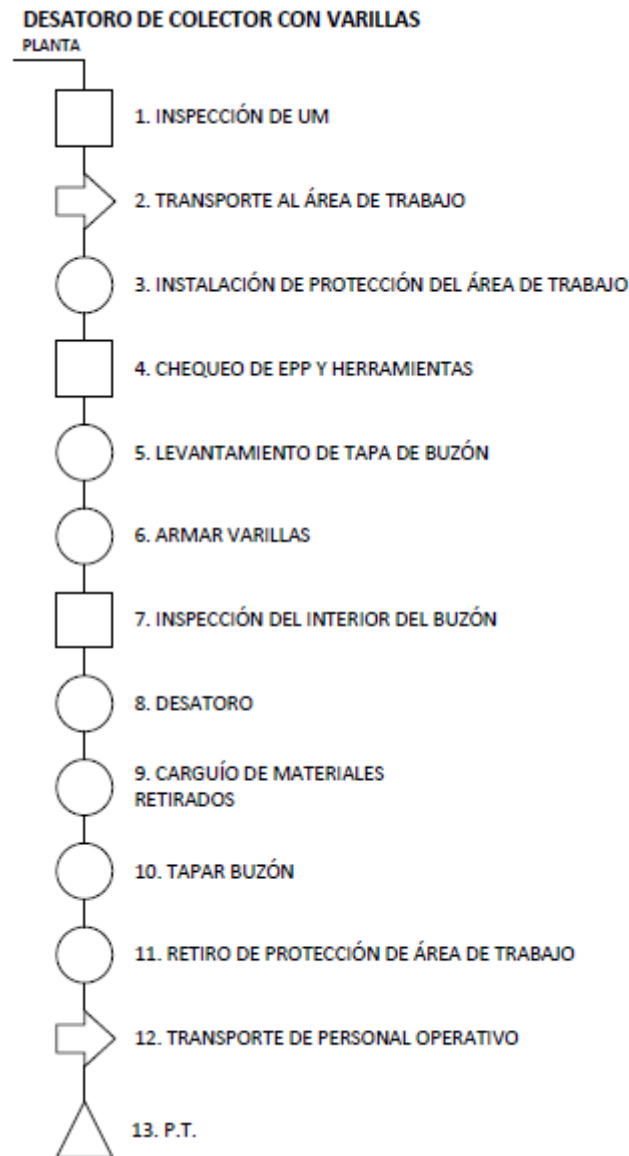 DESATORO DE COLECTOR CON VARILLAS
PLANTA
1. INSPECCIÓN DE UM
2. TRANSPORTE AL ÁREA DE TRABAJO
3. INSTALACIÓN DE PROTECCIÓN DEL ÁREA DE TRABAJO
4. CHEQUEO DE EPP Y HERRAMIENTAS
5. LEVANTAMIENTO DE TAPA DE BUZÓN
6. ARMAR VARILLAS
7. INSPECCIÓN DEL INTERIOR DEL BUZÓN
8. DESATORO
9. CARGUÍO DE MATERIALES
RETIRADOS
10. TAPAR BUZÓN
11. RETIRO DE PROTECCIÓN DE ÁREA DE TRABAJO
12. TRANSPORTE DE PERSONAL OPERATIVO
13. P.T.